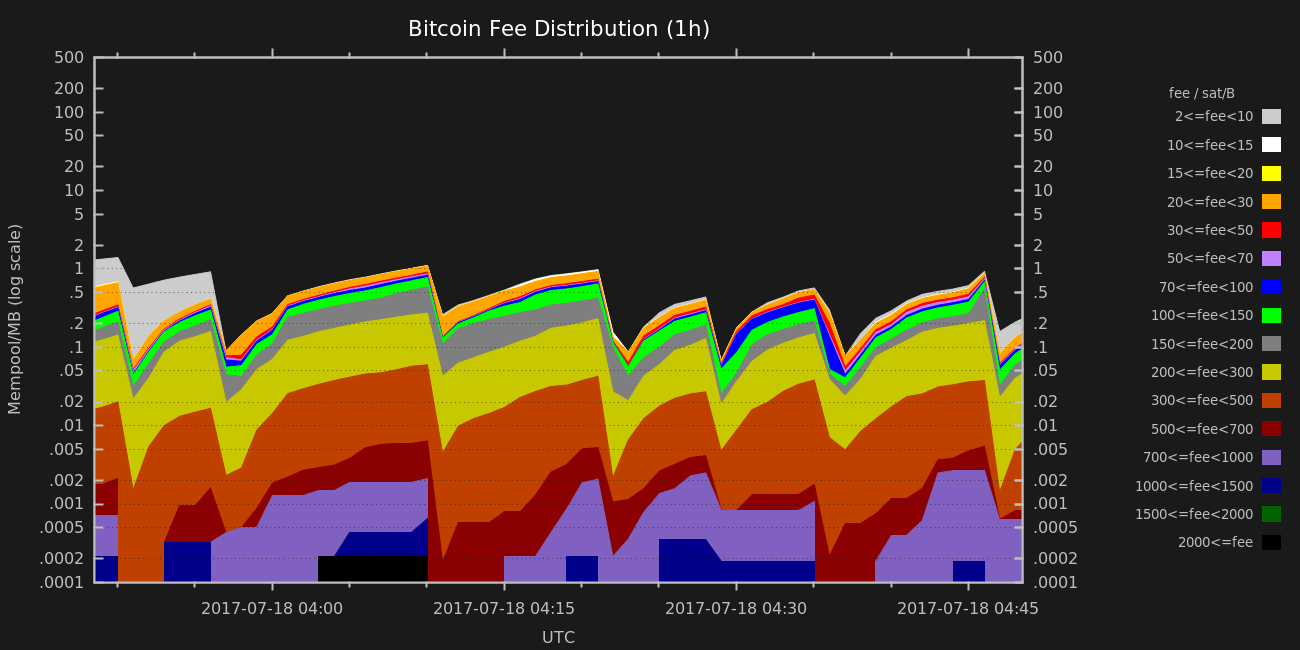 Bitcoin Fee Distribution (1h)
Mempool/MB (log scale)
500
200
100
50
20
10
5
2
1
.5
.2
.1
.05
.02
.01
.005
.002
.001
.0005
.0002
.0001
500
200
100
50
20
10
5
2
1
.5
.2
.1
.05
.02
.01
.005
.002
.001
.0005
.0002
.0001
2017-07-18 04:00
2017-07-18 04:15
2017-07-18 04:30
2017-07-18 04:45
UTC
fee / sat/B
2<=fee<10
10<=fee<15
15<=fee<20
20<=fee<30
30<=fee<50
50<=fee<70
70<=fee<100
100<=fee<150
150<=fee<200
200<=fee<300
300<=fee<500
500<=fee<700
700<=fee<1000
1000<=fee<1500
1500<=fee<2000
2000<=fee